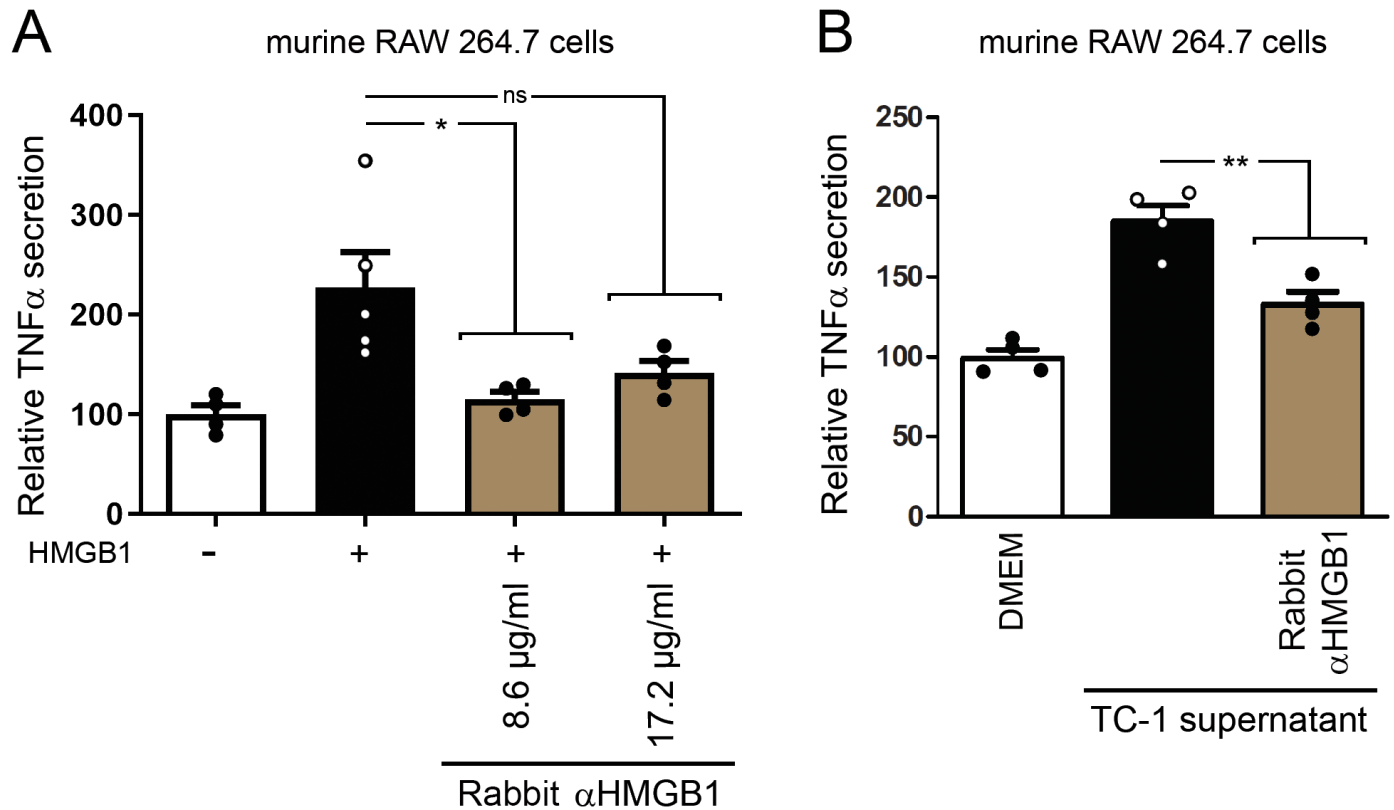 A
murine RAW 264.7 cells
Relative TNFα secretion
400
300
200
100
0
ns
*
HMGB1
- + + +
8.6 µg/ml
17.2 µg/ml
Rabbit αHMGB1
B
murine RAW 264.7 cells
Relative TNFα secretion
250
200
150
100
50
0
**
DMEM
Rabbit
αHMGB1
TC-1 supernatant